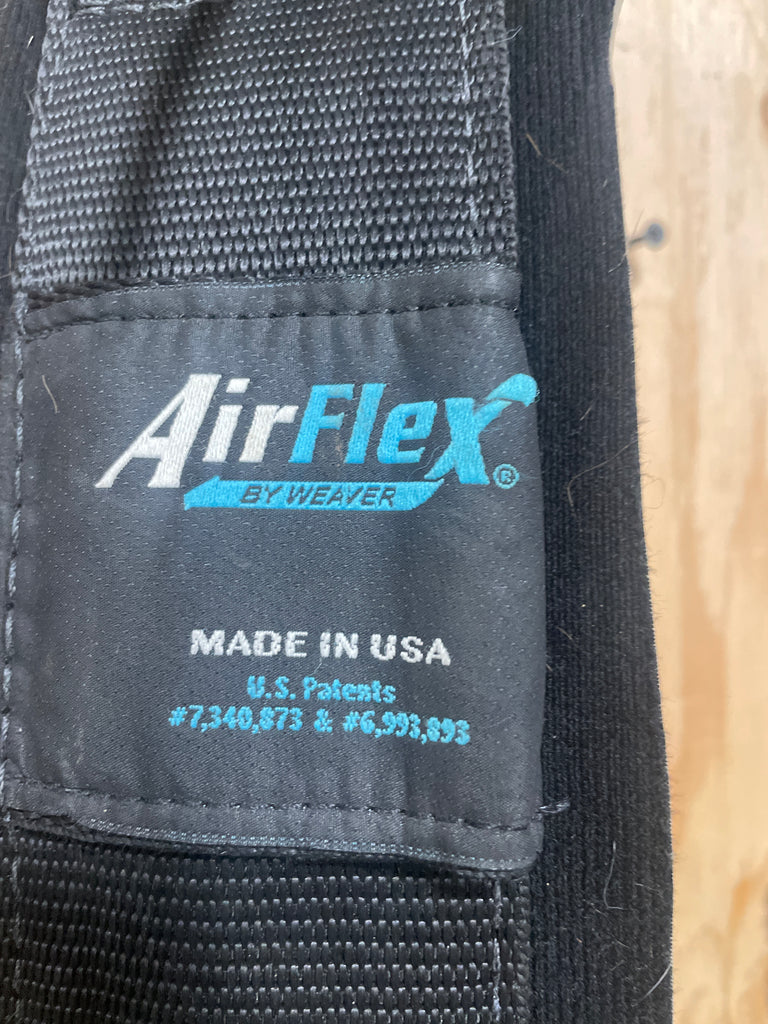 AirFlex®
BY WEAVER
MADE IN USA
U.S. Patents
#7,340,873 & #6,993,893